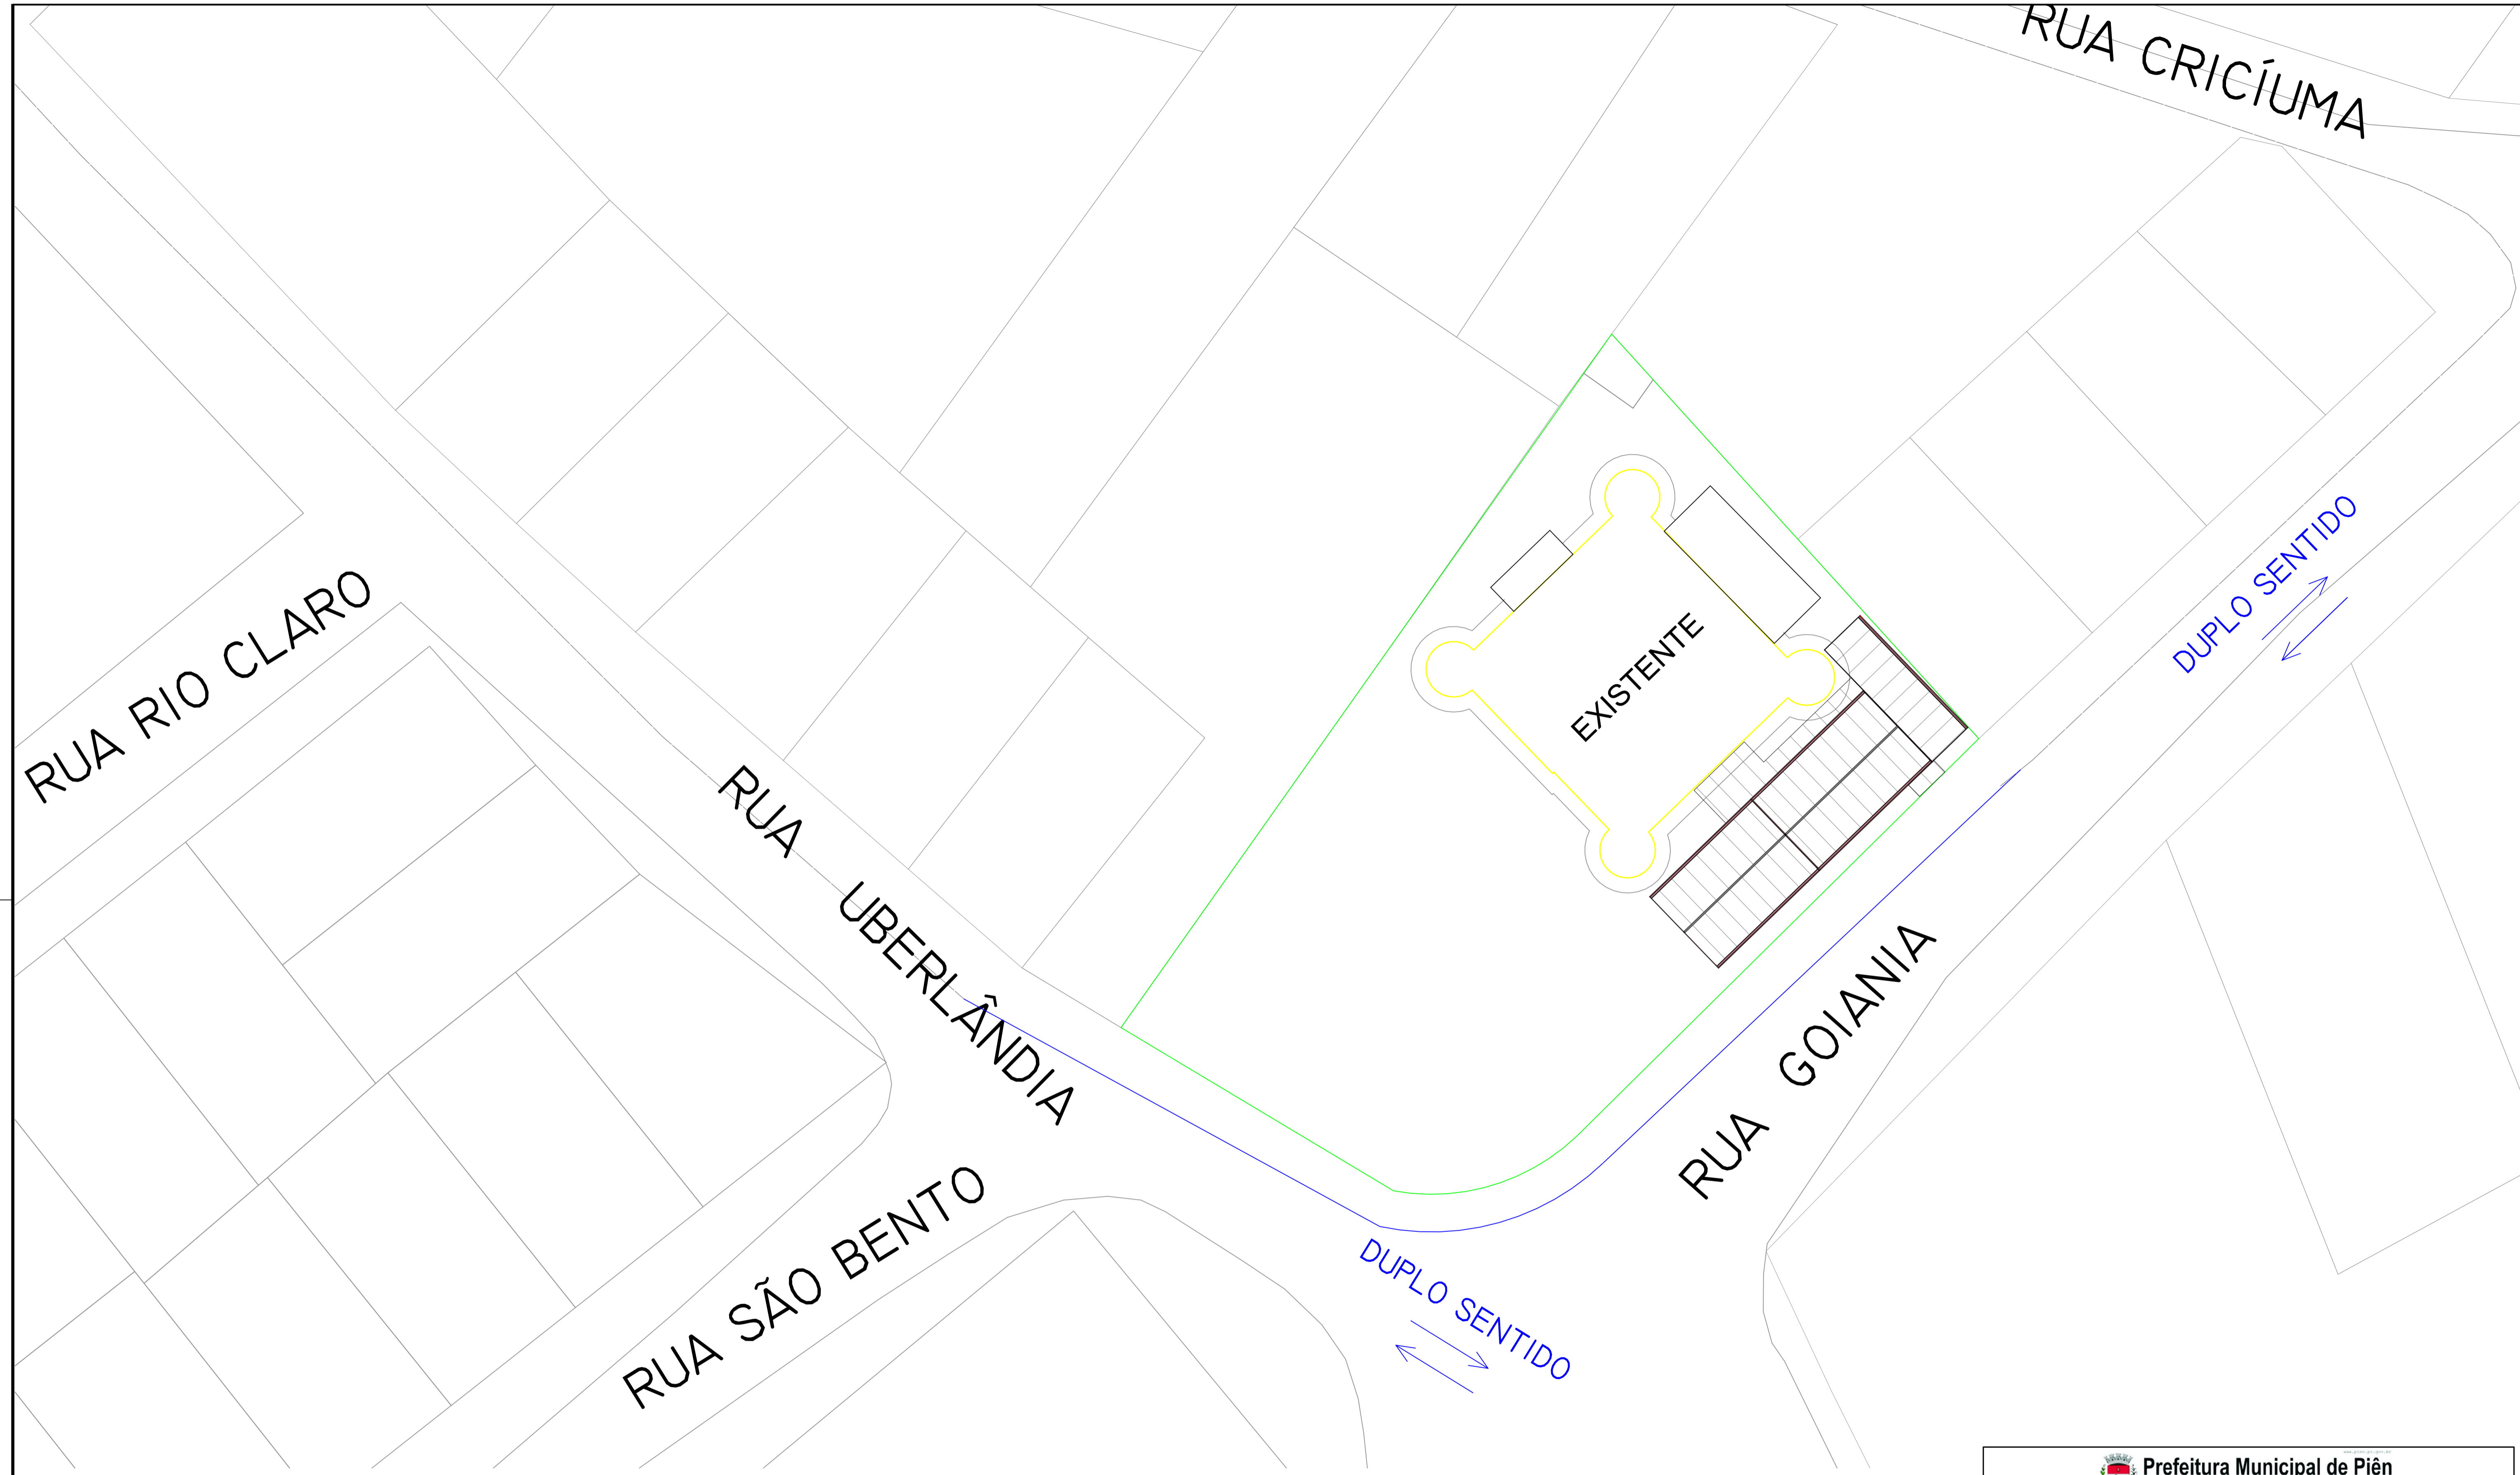 RUA CRICIÚMA
DUPLO SENTIDO
RUA RIO CLARO
EXISTENTE
RUA UBERLÂNDIA
RUA GOIANIA
RUA SÃO BENTO
DUPLO SENTIDO
Prefeitura Municipal de Piên